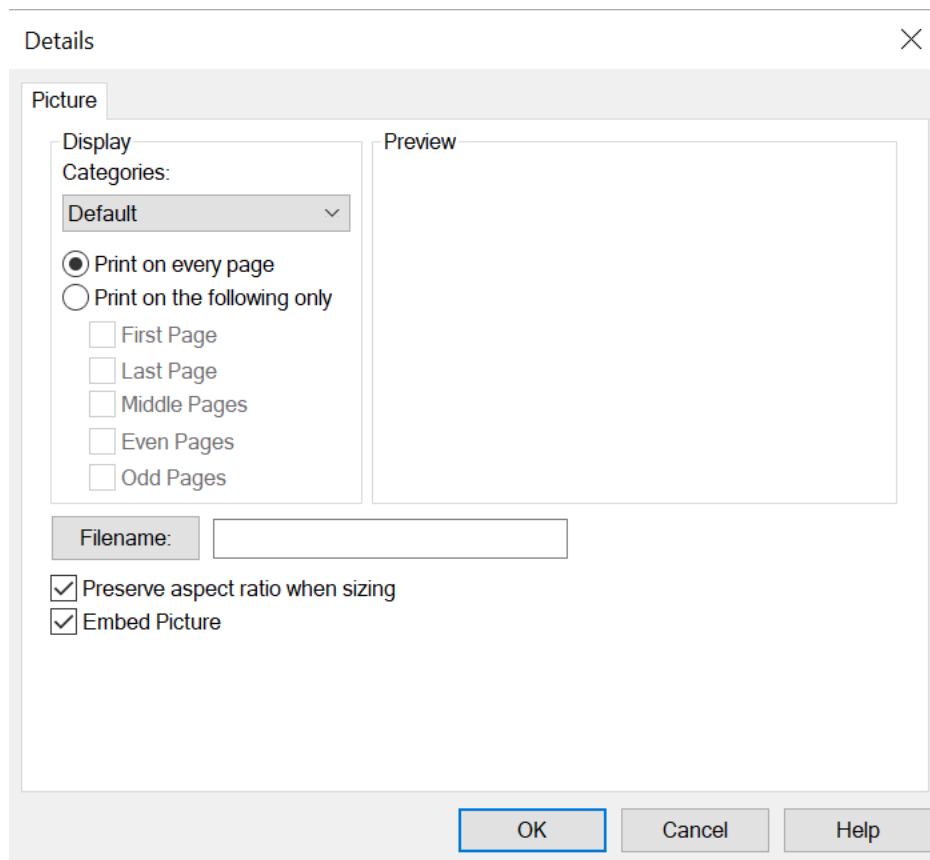 Details
Picture
Display
Categories:
Default
Print on every page
Print on the following only
First Page
Last Page
Middle Pages
Even Pages
Odd Pages
Preview
Filename:
Preserve aspect ratio when sizing
Embed Picture
OK Cancel Help